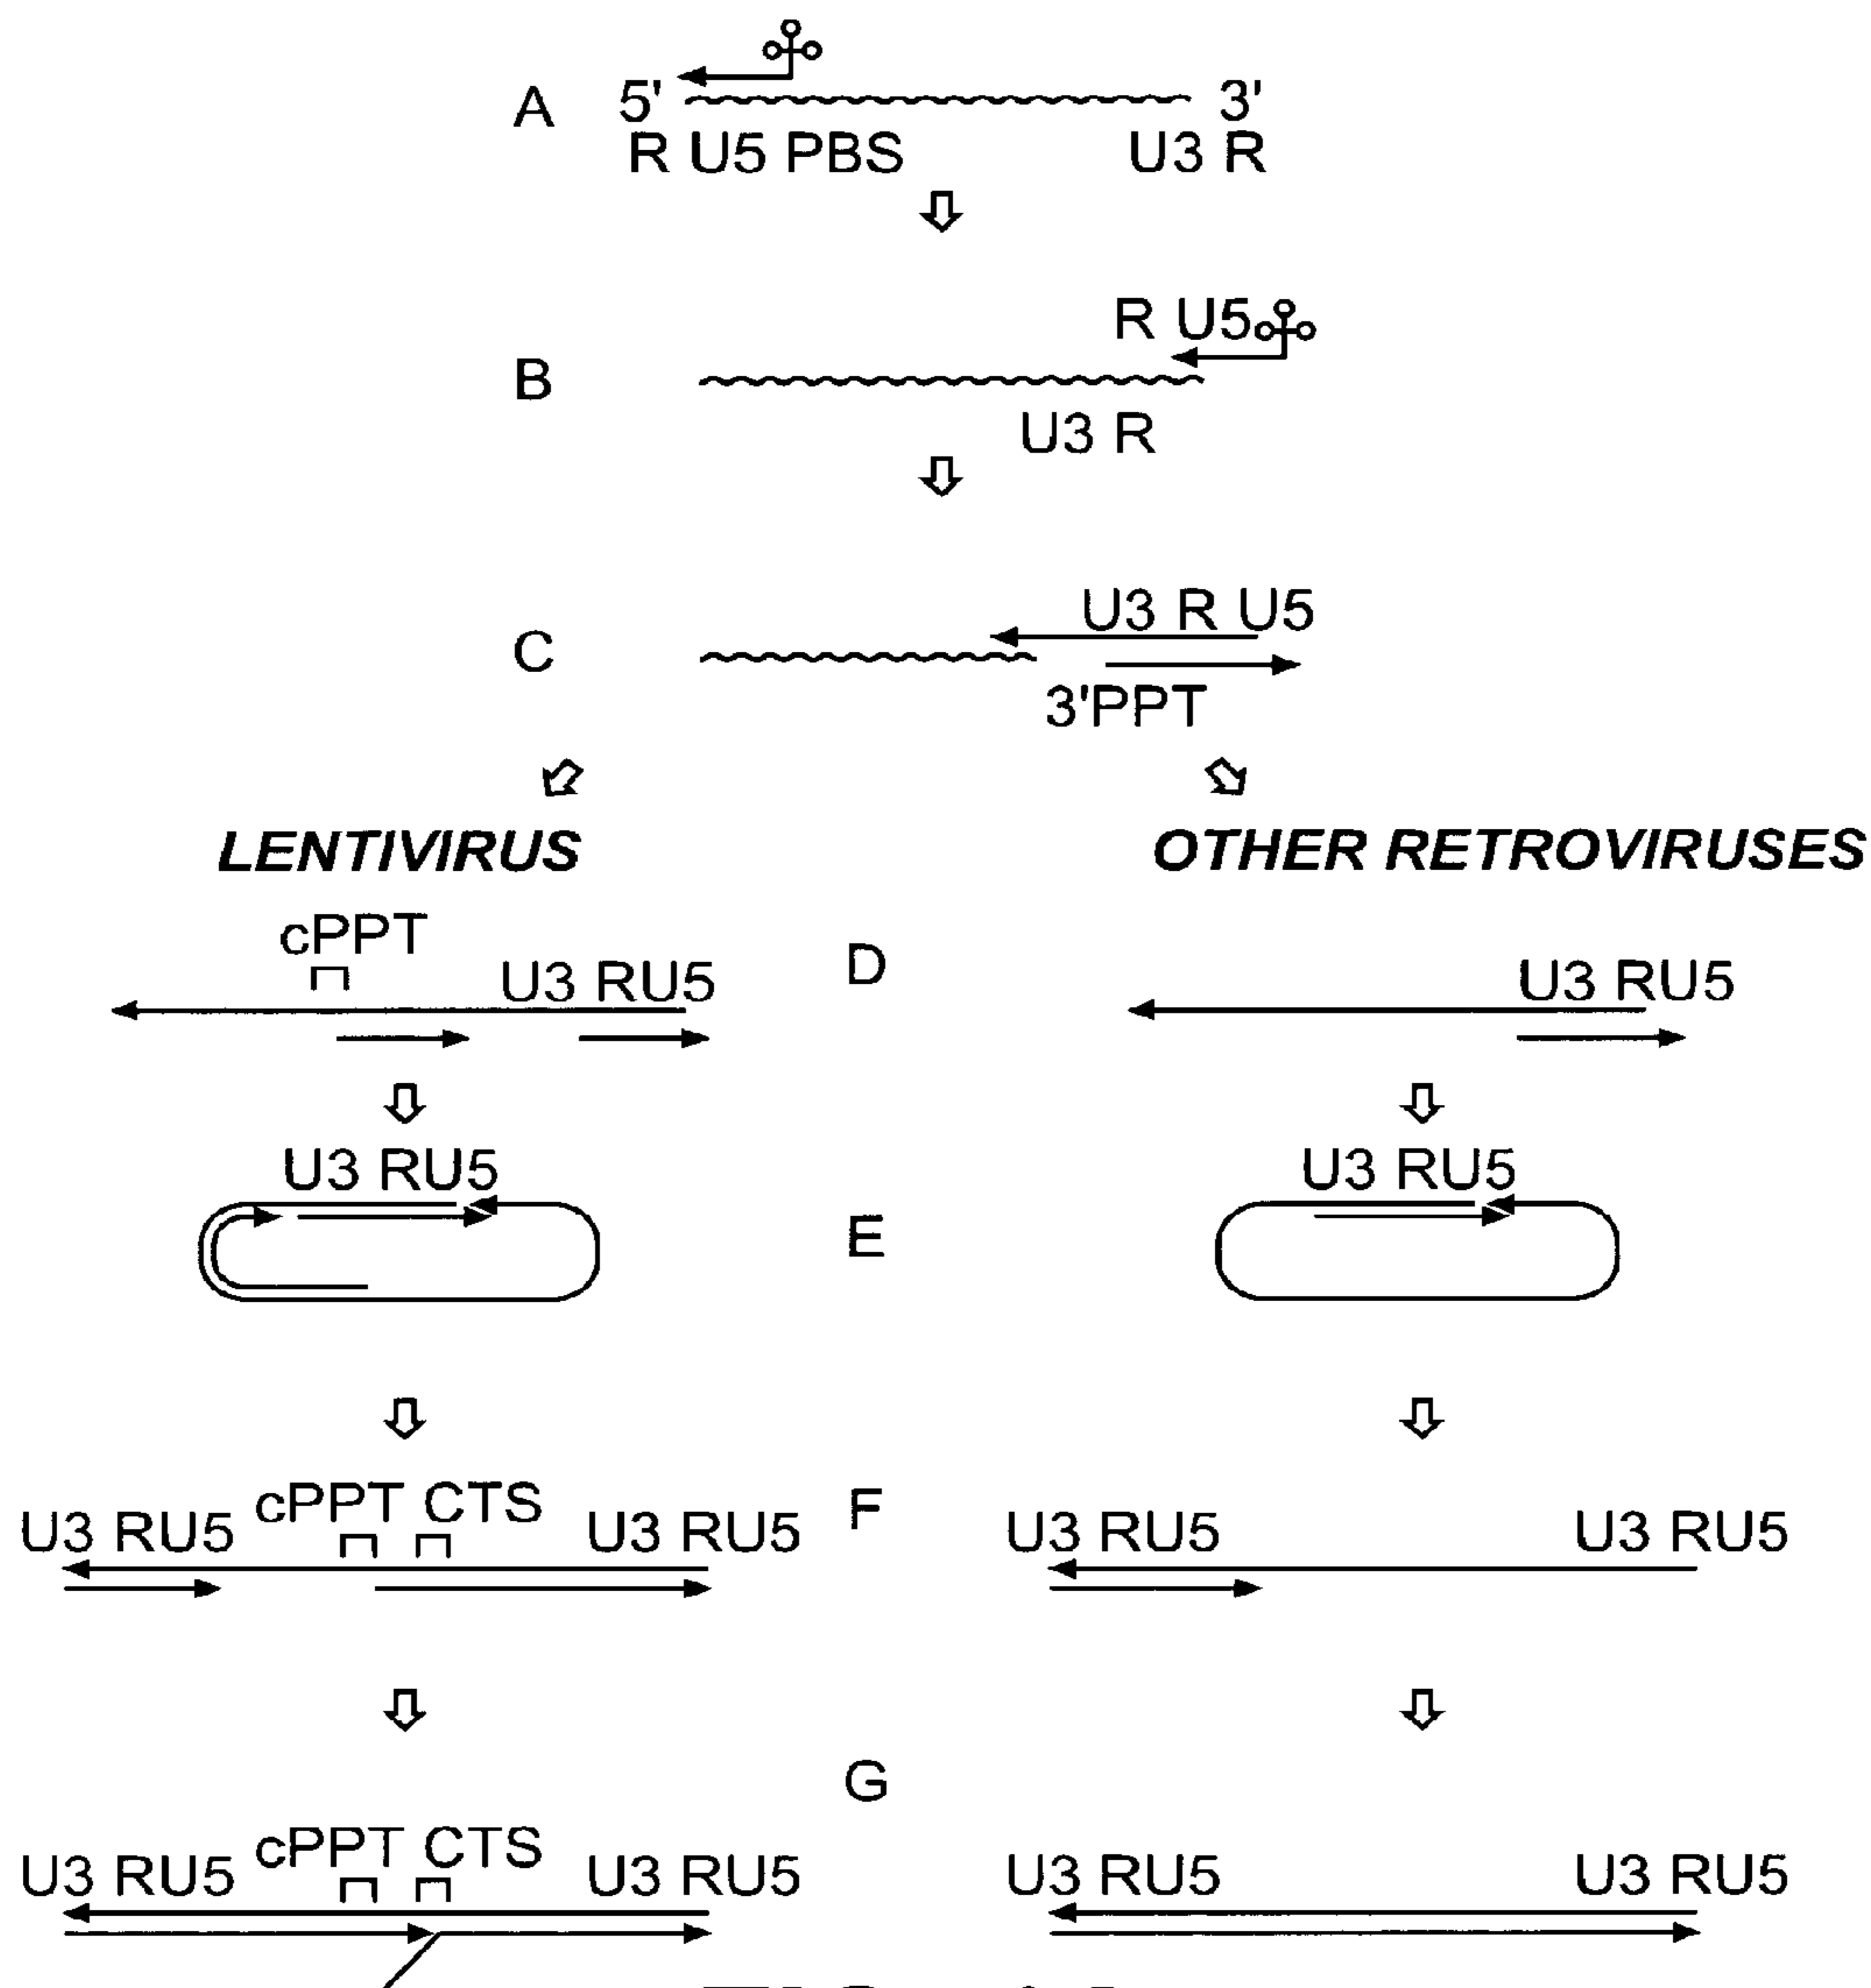 A 5' 3'
R U5 PBS U3 R
R U5
B
U3 R
U3 R U5
C
3'PPT
LENTIVIRUS OTHER RETROVIRUSES
cPPT D
U3 RU5 U3 RU5
U3 RU5 U3 RU5
E
cPPT CTS F
U3 RU5 U3 RU5 U3 RU5 U3 RU5
G
cPPT CTS
U3 RU5 U3 RU5 U3 RU5 U3 RU5